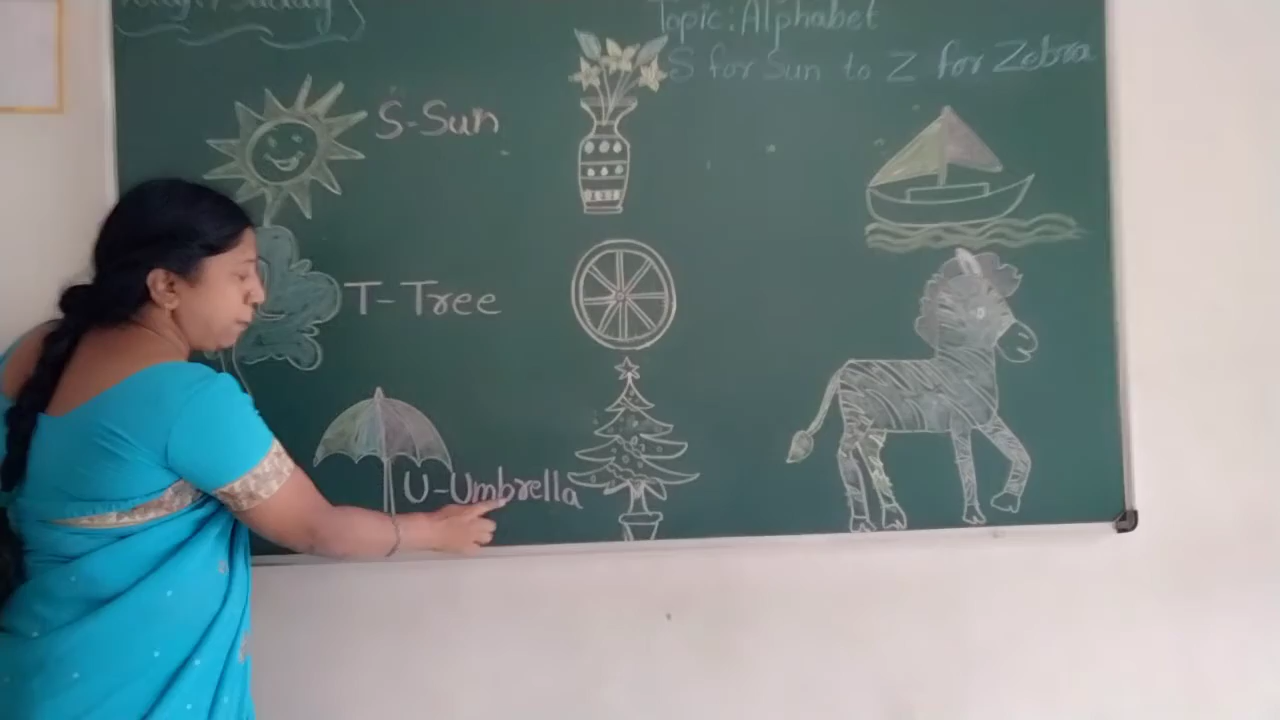 Topic:Alphabet
S for Sun to Z for Zebra
S-Sun
T-Tree
U-Umbrella